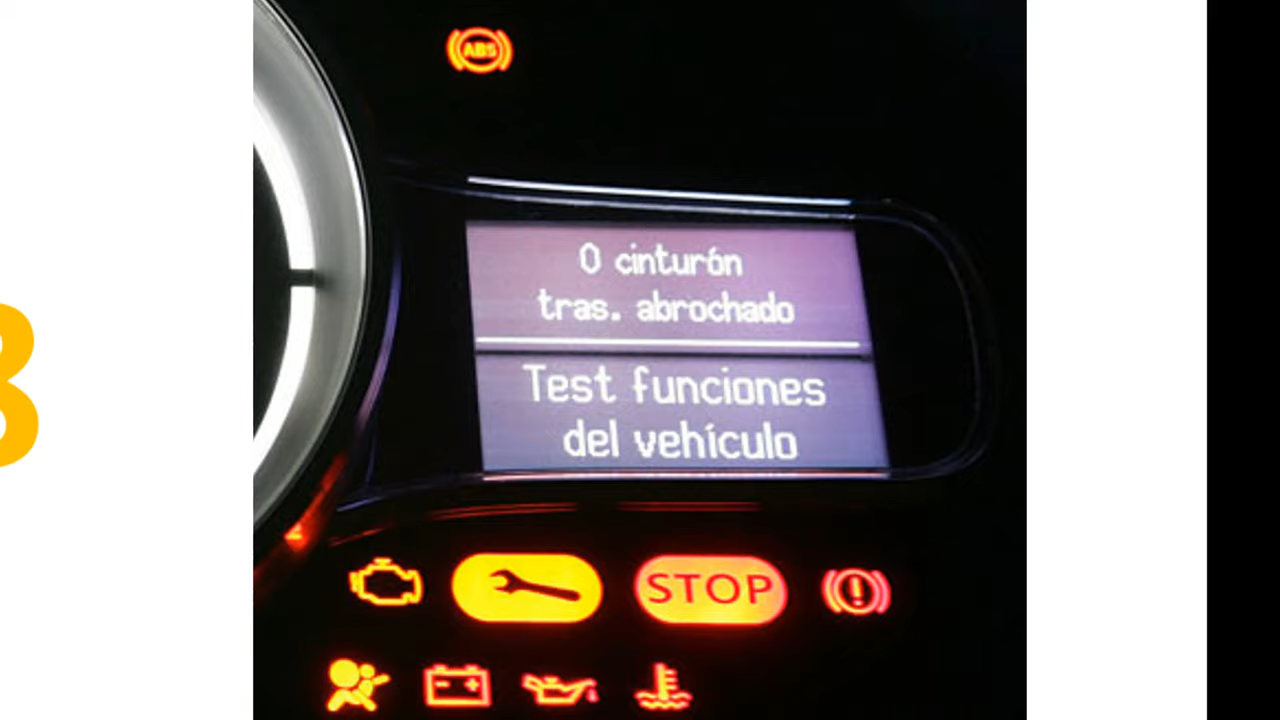 ABS
0 cinturón
tras. abrochado
Test funciones
del vehículo
STOP